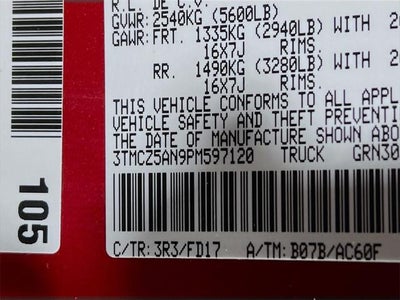 R.L. DE C.V.
GVWR: 2540KG (5600LB)
GAWR: FRT. 1335KG (2940LB) WITH
16X7J RIMS.
RR. 1490KG (3280LB) WITH
16X7J RIMS.
THIS VEHICLE CONFORMS TO ALL APPL
VEHICLE SAFETY AND THEFT PREVENTI
THE DATE OF MANUFACTURE SHOWN ABO
3TMCZ5AN9PM597120 TRUCK GRN30
C/TR: 3R3/FD17 A/TM: B07B/AC60F
105